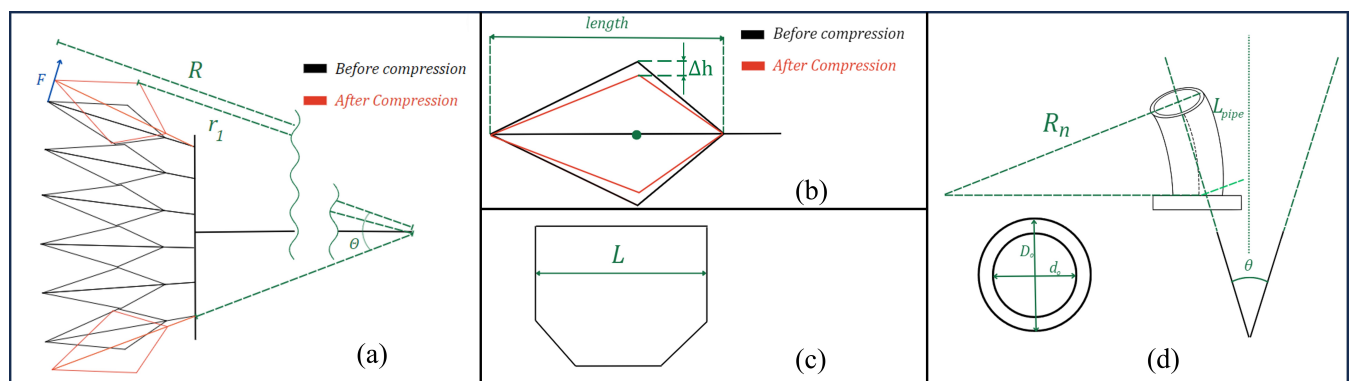 F
R
r1
θ
Before compression
After Compression
(a)
length
Δh
Before compression
After Compression
(b)
L
(c)
Rn
Lpipe
Do
do
θ
(d)